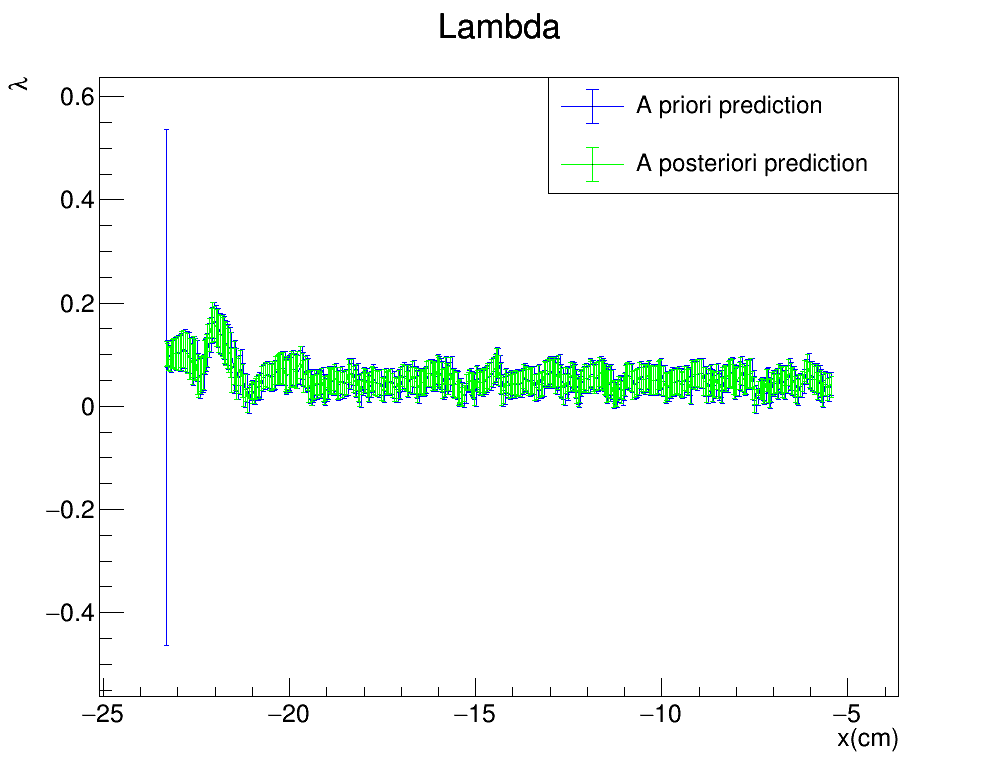 Lambda
λ
A priori prediction
A posteriori prediction
0.6
0.4
0.2
0
−0.2
−0.4
−25 −20 −15 −10 −5
x(cm)